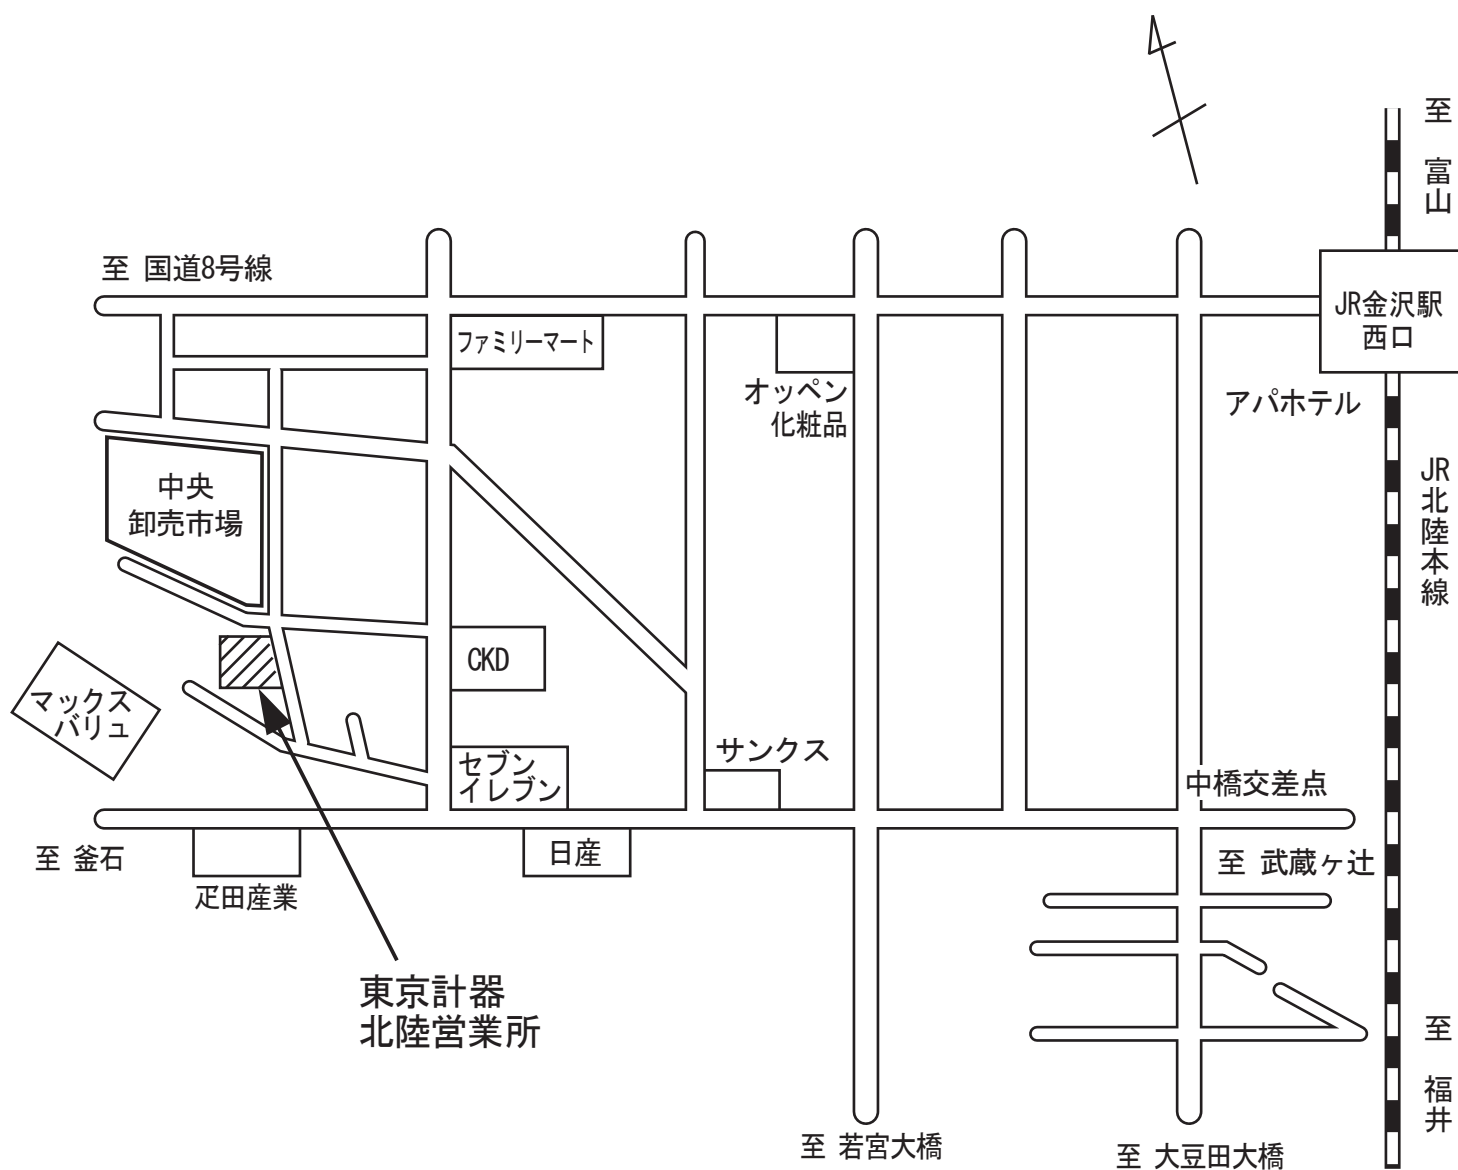 至 富山
至 国道8号線
JR金沢駅
西口
ファミリーマート
オッペン
化粧品
アパホテル
JR北陸本線
中央
卸売市場
CKD
マックス
バリュ
セブン
イレブン
サンクス
中橋交差点
至 釜石
疋田産業
日産
至 武蔵ヶ辻
東京計器
北陸営業所
至 福井
至 若宮大橋
至 大豆田大橋